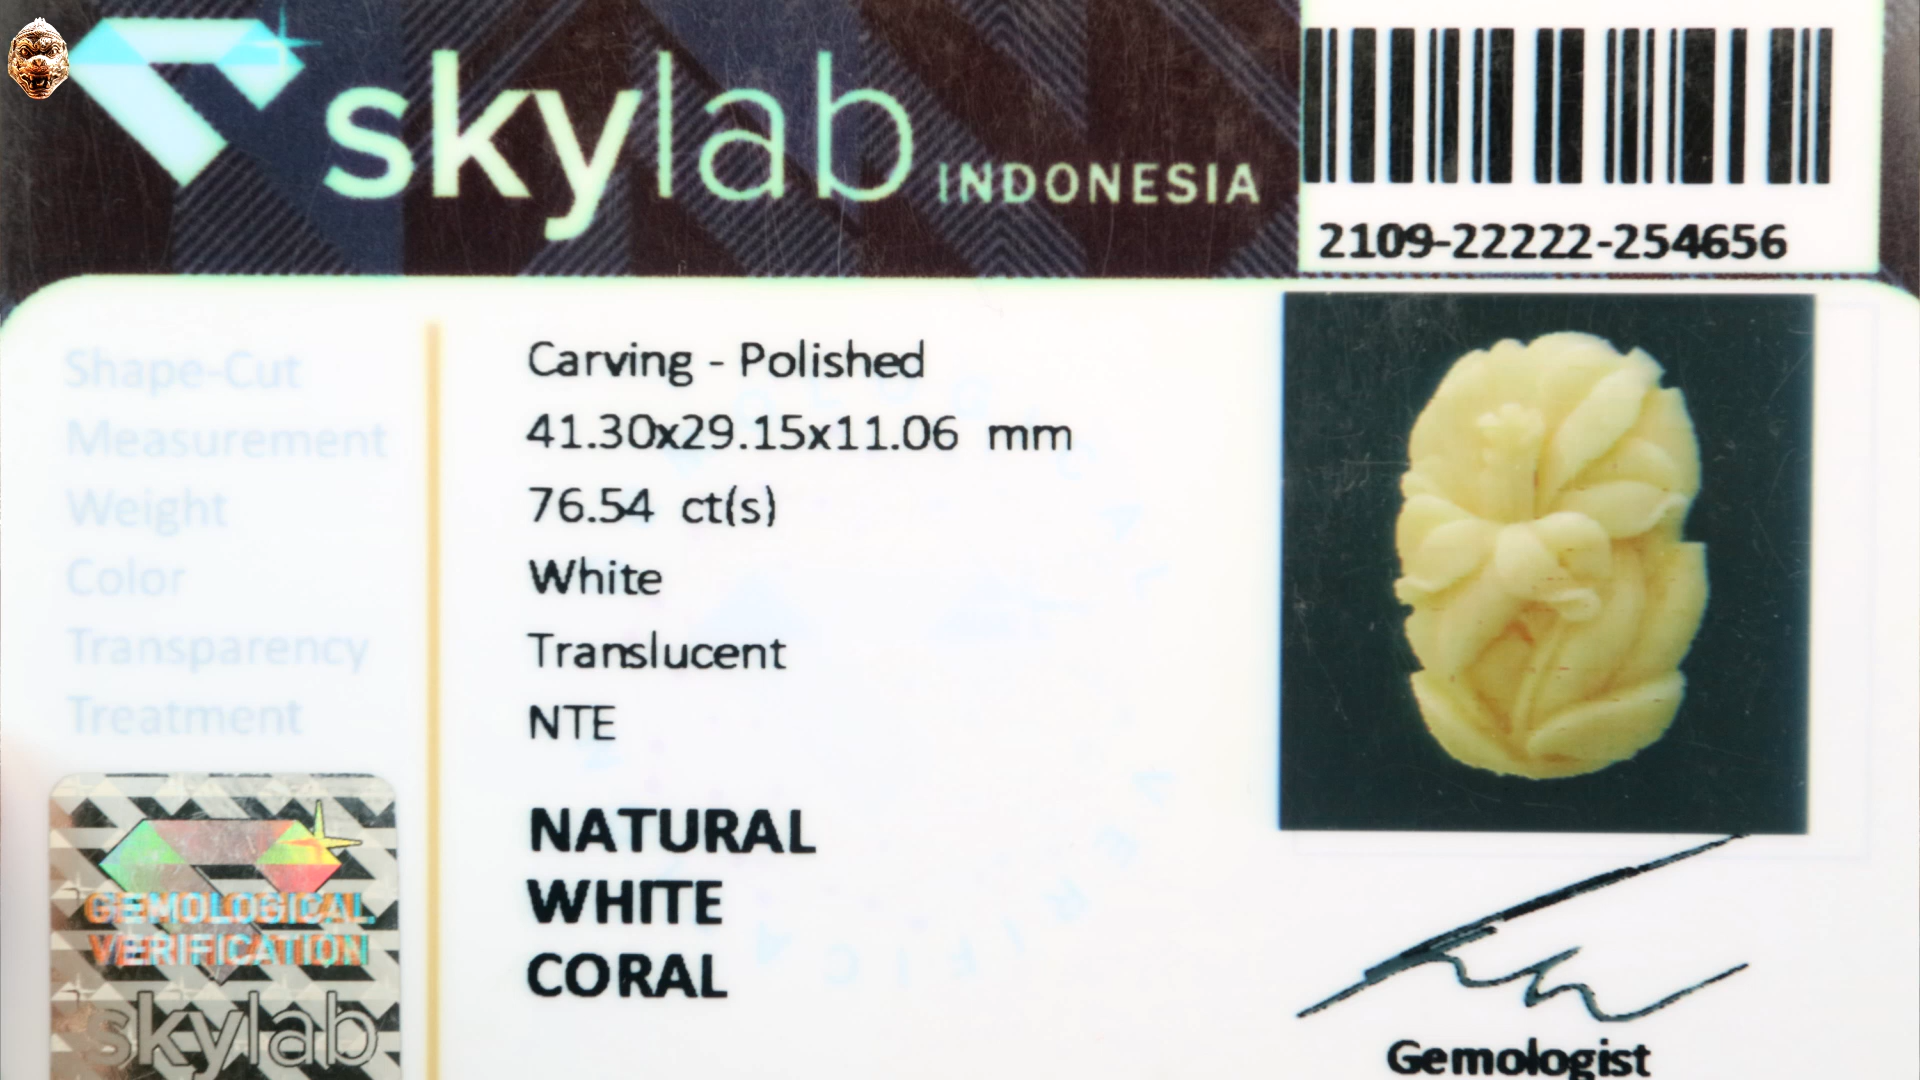 skylab INDONESIA
2109-22222-254656
Shape-Cut Carving - Polished
Measurement 41.30x29.15x11.06 mm
Weight 76.54 ct(s)
Color White
Transparency Translucent
Treatment NTE
NATURAL
WHITE
CORAL
GEMOLOGICAL
VERIFICATION
skylab
Gemologist